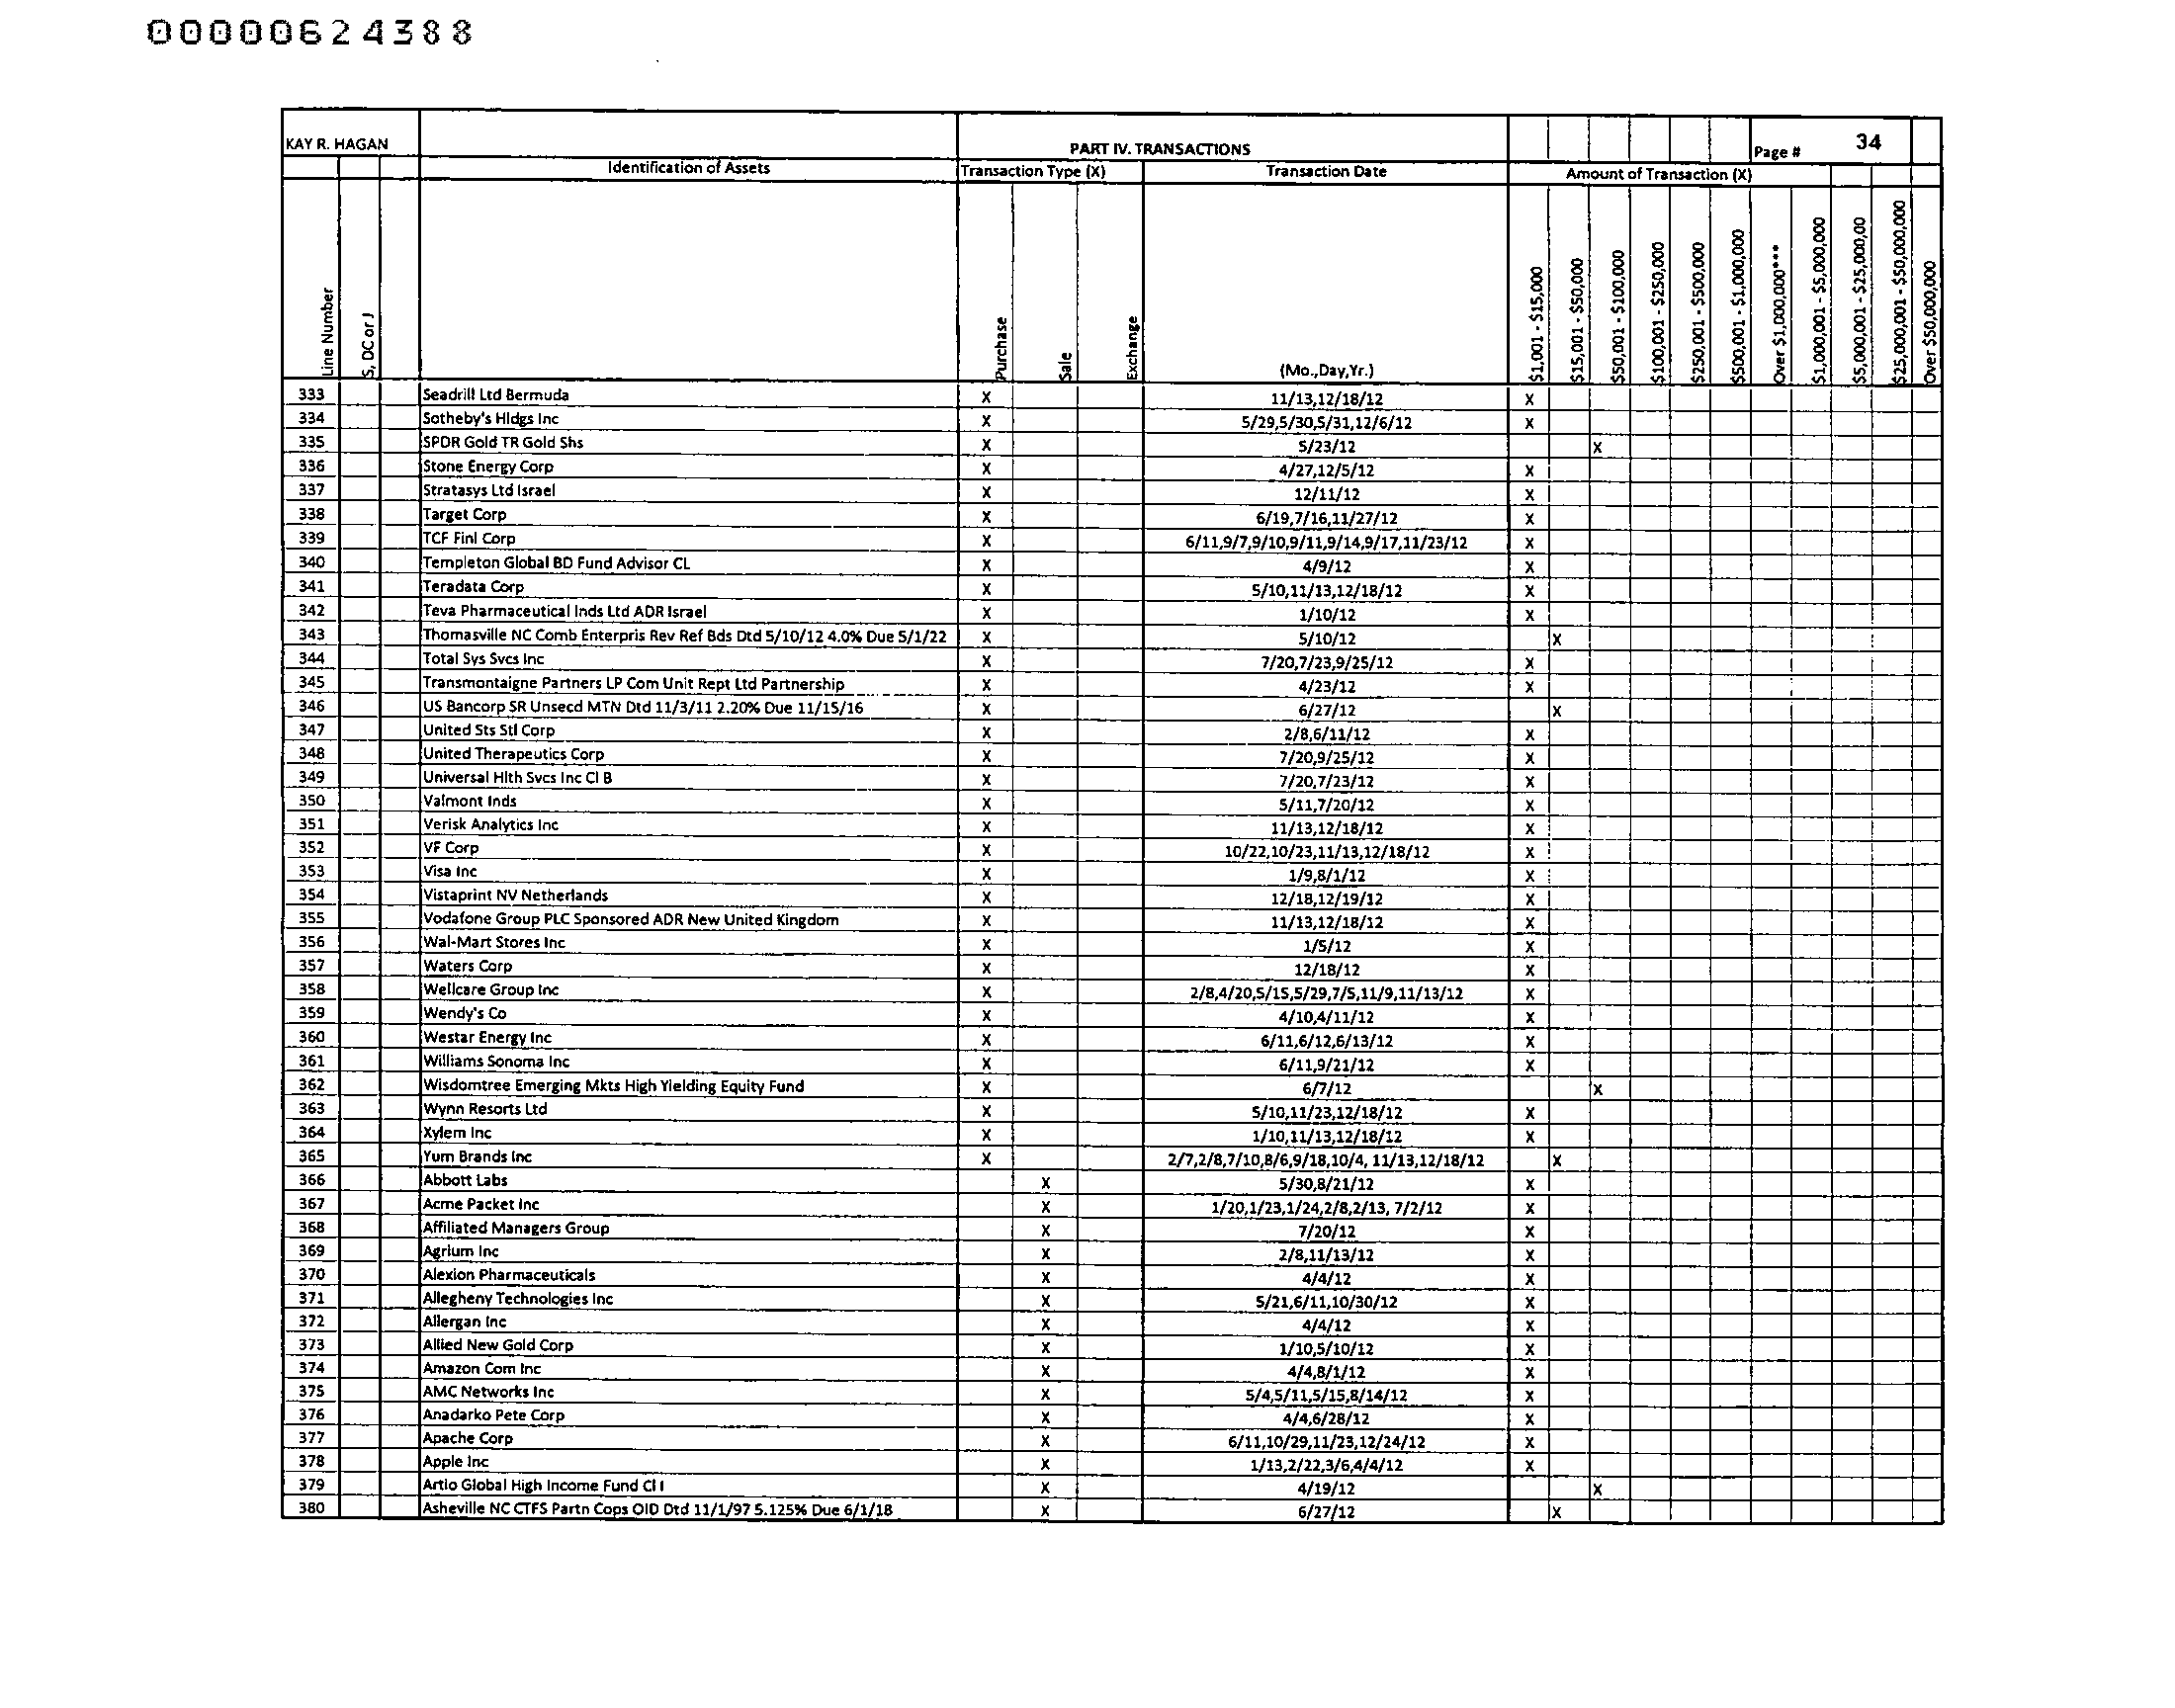 00000624388
KAY R. HAGAN PART IV. TRANSACTIONS Page # 34
Identification of Assets Transaction Type (X) Transaction Date Amount of Transaction (X)
Line Number S, DC or J Purchase Sale Exchange (Mo.,Day,Yr.) $1,001 - $15,000 $15,001 - $50,000 $50,001 - $100,000 $100,001 - $250,000 $250,001 - $500,000 $500,001 - $1,000,000 Over $1,000,000*** $1,000,001 - $5,000,000 $5,000,001 - $25,000,00 $25,000,001 - $50,000,000 Over $50,000,000
333 Seadrill Ltd Bermuda X 11/13,12/18/12 X
334 Sotheby's Hldgs Inc X 5/29,5/30,5/31,12/6/12 X
335 SPDR Gold TR Gold Shs X 5/23/12 X
336 Stone Energy Corp X 4/27,12/5/12 X
337 Stratasys Ltd Israel X 12/11/12 X
338 Target Corp X 6/19,7/16,11/27/12 X
339 TCF Finl Corp X 6/11,9/7,9/10,9/11,9/14,9/17,11/23/12 X
340 Templeton Global BD Fund Advisor CL X 4/9/12 X
341 Teradata Corp X 5/10,11/13,12/18/12 X
342 Teva Pharmaceutical Inds Ltd ADR Israel X 1/10/12 X
343 Thomasville NC Comb Enterpris Rev Ref Bds Dtd 5/10/12 4.0% Due 5/1/22 X 5/10/12 X
344 Total Sys Svcs Inc X 7/20,7/23,9/25/12 X
345 Transmontaigne Partners LP Com Unit Rept Ltd Partnership X 4/23/12 X
346 US Bancorp SR Unsecd MTN Dtd 11/3/11 2.20% Due 11/15/16 X 6/27/12 X
347 United Sts Stl Corp X 2/8,6/11/12 X
348 United Therapeutics Corp X 7/20,9/25/12 X
349 Universal Hlth Svcs Inc Cl B X 7/20,7/23/12 X
350 Valmont Inds X 5/11,7/20/12 X
351 Verisk Analytics Inc X 11/13,12/18/12 X
352 VF Corp X 10/22,10/23,11/13,12/18/12 X
353 Visa Inc X 1/9,8/1/12 X
354 Vistaprint NV Netherlands X 12/18,12/19/12 X
355 Vodafone Group PLC Sponsored ADR New United Kingdom X 11/13,12/18/12 X
356 Wal-Mart Stores Inc X 1/5/12 X
357 Waters Corp X 12/18/12 X
358 Wellcare Group Inc X 2/8,4/20,5/15,5/29,7/5,11/9,11/13/12 X
359 Wendy's Co X 4/10,4/11/12 X
360 Westar Energy Inc X 6/11,6/12,6/13/12 X
361 Williams Sonoma Inc X 6/11,9/21/12 X
362 Wisdomtree Emerging Mkts High Yielding Equity Fund X 6/7/12 X
363 Wynn Resorts Ltd X 5/10,11/23,12/18/12 X
364 Xylem Inc X 1/10,11/13,12/18/12 X
365 Yum Brands Inc X 2/7,2/8,7/10,8/6,9/18,10/4, 11/13,12/18/12 X
366 Abbott Labs X 5/30,8/21/12 X
367 Acme Packet Inc X 1/20,1/23,1/24,2/8,2/13, 7/2/12 X
368 Affiliated Managers Group X 7/20/12 X
369 Agrium Inc X 2/8,11/13/12 X
370 Alexion Pharmaceuticals X 4/4/12 X
371 Allegheny Technologies Inc X 5/21,6/11,10/30/12 X
372 Allergan Inc X 4/4/12 X
373 Allied New Gold Corp X 1/10,5/10/12 X
374 Amazon Com Inc X 4/4,8/1/12 X
375 AMC Networks Inc X 5/4,5/11,5/15,8/14/12 X
376 Anadarko Pete Corp X 4/4,6/28/12 X
377 Apache Corp X 6/11,10/29,11/23,12/24/12 X
378 Apple Inc X 1/13,2/22,3/6,4/4/12 X
379 Artio Global High Income Fund Cl I X 4/19/12 X
380 Asheville NC CTFS Partn Cops OID Dtd 11/1/97 5.125% Due 6/1/18 X 6/27/12 X